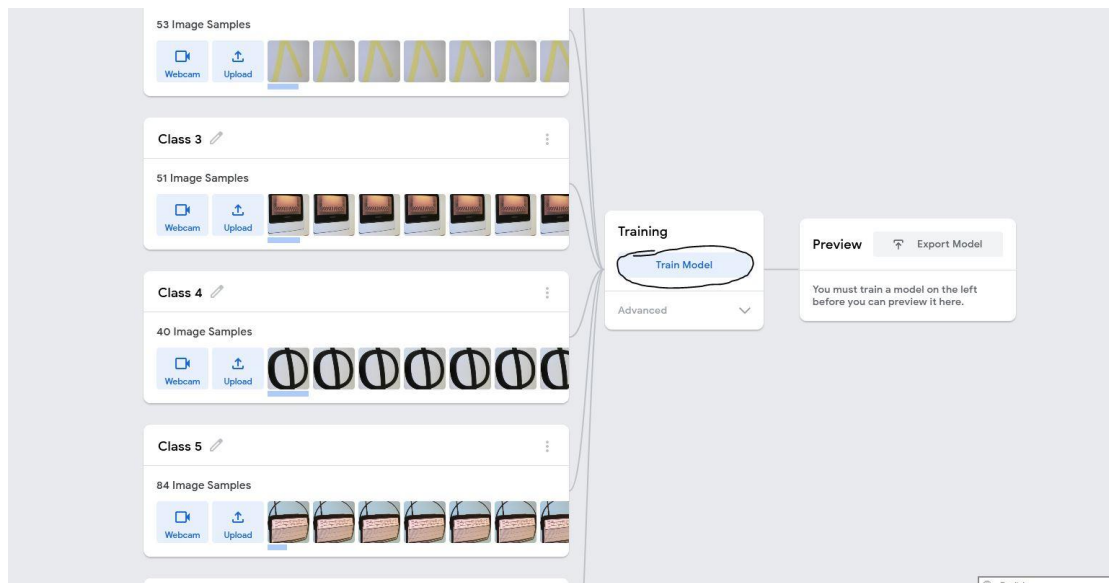 53 Image Samples
Webcam
Upload
Class 3
51 Image Samples
Webcam
Upload
Class 4
40 Image Samples
Webcam
Upload
Class 5
84 Image Samples
Webcam
Upload
Training
Train Model
Advanced
Preview
Export Model
You must train a model on the left
before you can preview it here.